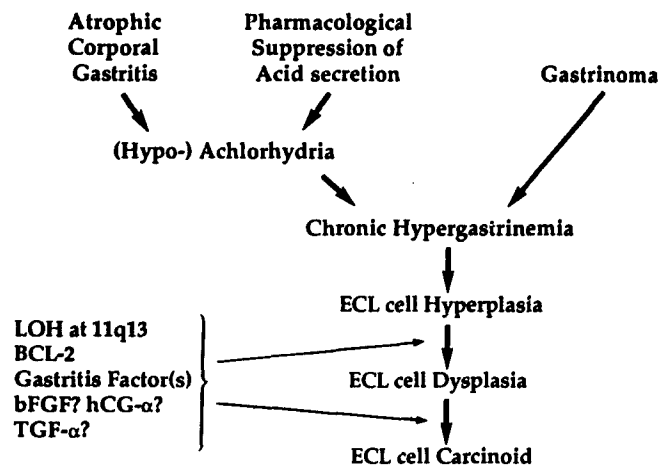 Atrophic
Corporal
Gastritis
Pharmacological
Suppression of
Acid secretion
Gastrinoma
(Hypo-) Achlorhydria
Chronic Hypergastrinemia
ECL cell Hyperplasia
LOH at 11q13
BCL-2
Gastritis Factor(s)
bFGF? hCG-α?
TGF-α?
ECL cell Dysplasia
ECL cell Carcinoid